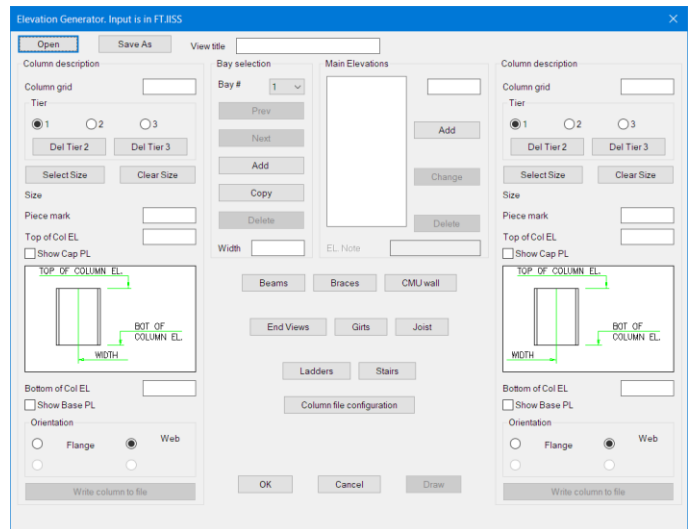 Elevation Generator. Input is in FT.IISS
Open Save As View title
Column description
Column grid
Tier
1 2 3
Del Tier 2 Del Tier 3
Select Size Clear Size
Size
Piece mark
Top of Col EL
Show Cap PL
TOP OF COLUMN EL.
BOT OF
COLUMN EL.
WIDTH
Bottom of Col EL
Show Base PL
Orientation
Flange Web
Write column to file
Bay selection
Bay # 1
Prev
Next
Add
Copy
Delete
Width
Main Elevations
Add
Change
Delete
EL. Note
Beams Braces CMU wall
End Views Girts Joist
Ladders Stairs
Column file configuration
OK Cancel Draw
Column description
Column grid
Tier
1 2 3
Del Tier 2 Del Tier 3
Select Size Clear Size
Size
Piece mark
Top of Col EL
Show Cap PL
TOP OF COLUMN EL.
BOT OF
COLUMN EL.
WIDTH
Bottom of Col EL
Show Base PL
Orientation
Flange Web
Write column to file